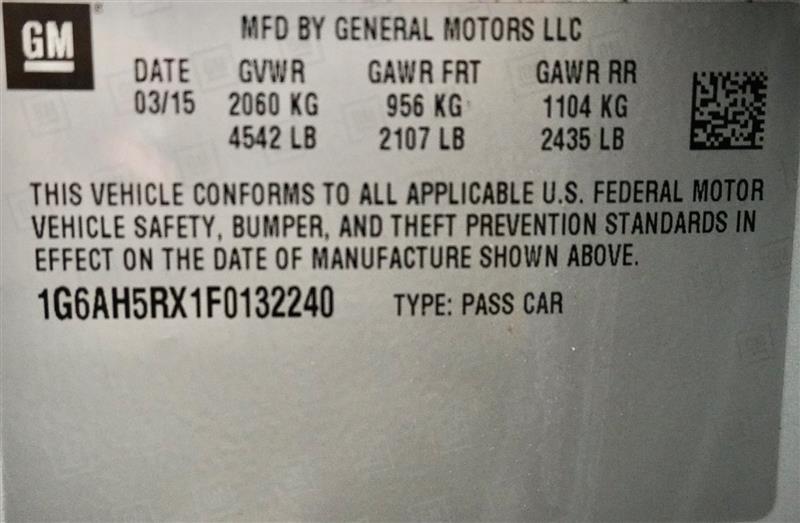 GM
MFD BY GENERAL MOTORS LLC
DATE GVWR GAWR FRT GAWR RR
03/15 2060 KG 956 KG 1104 KG
4542 LB 2107 LB 2435 LB
THIS VEHICLE CONFORMS TO ALL APPLICABLE U.S. FEDERAL MOTOR
VEHICLE SAFETY, BUMPER, AND THEFT PREVENTION STANDARDS IN
EFFECT ON THE DATE OF MANUFACTURE SHOWN ABOVE.
1G6AH5RX1F0132240 TYPE: PASS CAR